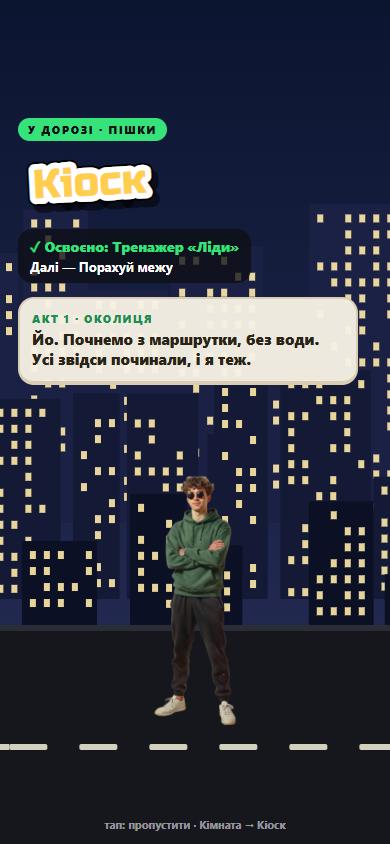 У ДОРОЗІ · ПІШКИ
Кіоск
✓ Освоєно: Тренажер «Ліди»
Далі — Порахуй межу
АКТ 1 · ОКОЛИЦЯ
Йо. Почнемо з маршрутки, без води.
Усі звідси починали, і я теж.
тап: пропустити · Кімната → Кіоск